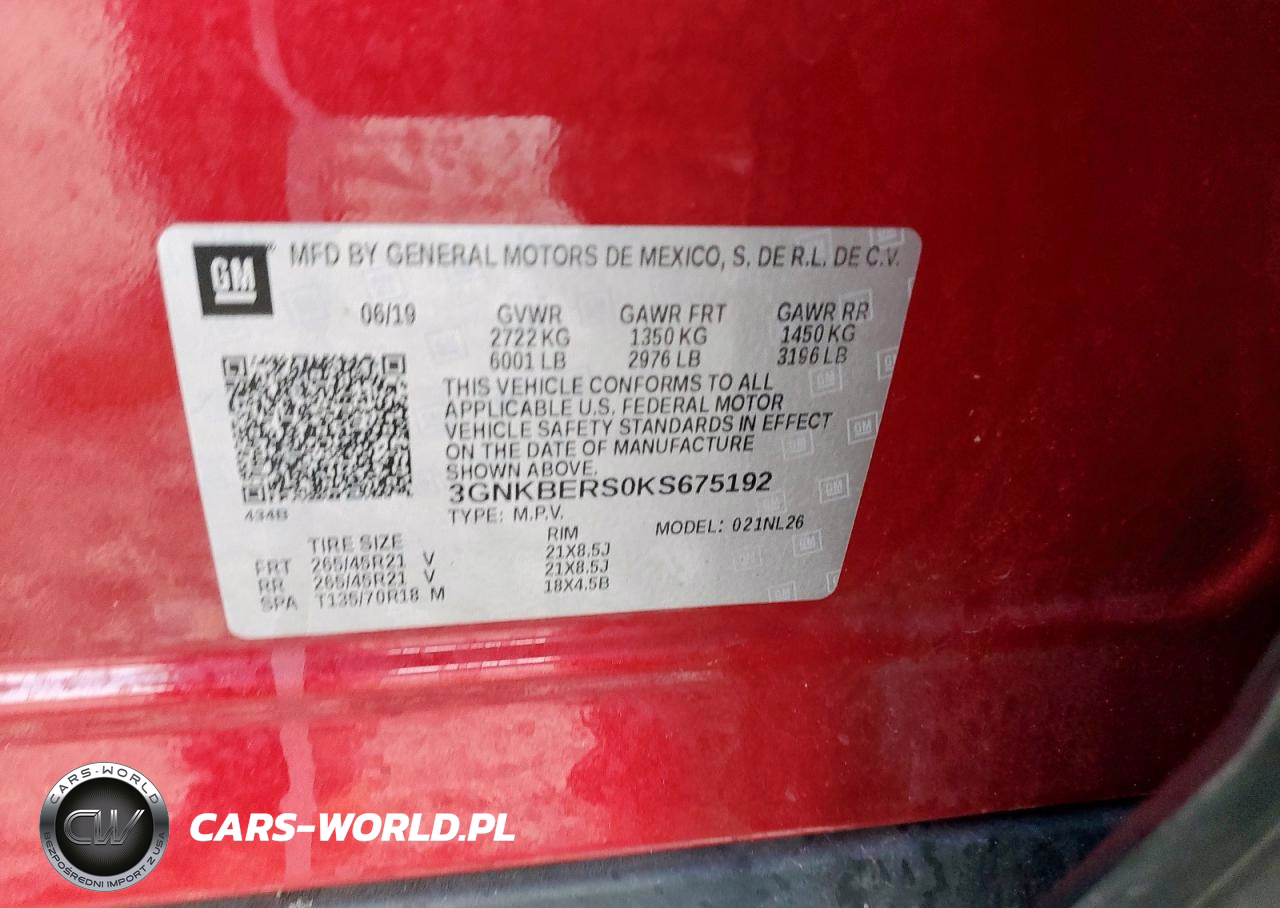 GM
MFD BY GENERAL MOTORS DE MEXICO, S. DE R.L. DE C.V.
06/19 GVWR GAWR FRT GAWR RR
2722 KG 1350 KG 1450 KG
6001 LB 2976 LB 3196 LB
THIS VEHICLE CONFORMS TO ALL
APPLICABLE U.S. FEDERAL MOTOR
VEHICLE SAFETY STANDARDS IN EFFECT
ON THE DATE OF MANUFACTURE
SHOWN ABOVE.
3GNKBERS0KS675192
434B
TYPE: M.P.V. MODEL: 021NL26
TIRE SIZE RIM
FRT 265/45R21 V 21X8.5J
RR 265/45R21 V 21X8.5J
SPA T135/70R18 M 18X4.5B
CARS-WORLD
CW
BEZPOŚREDNI IMPORT Z USA
CARS-WORLD.PL